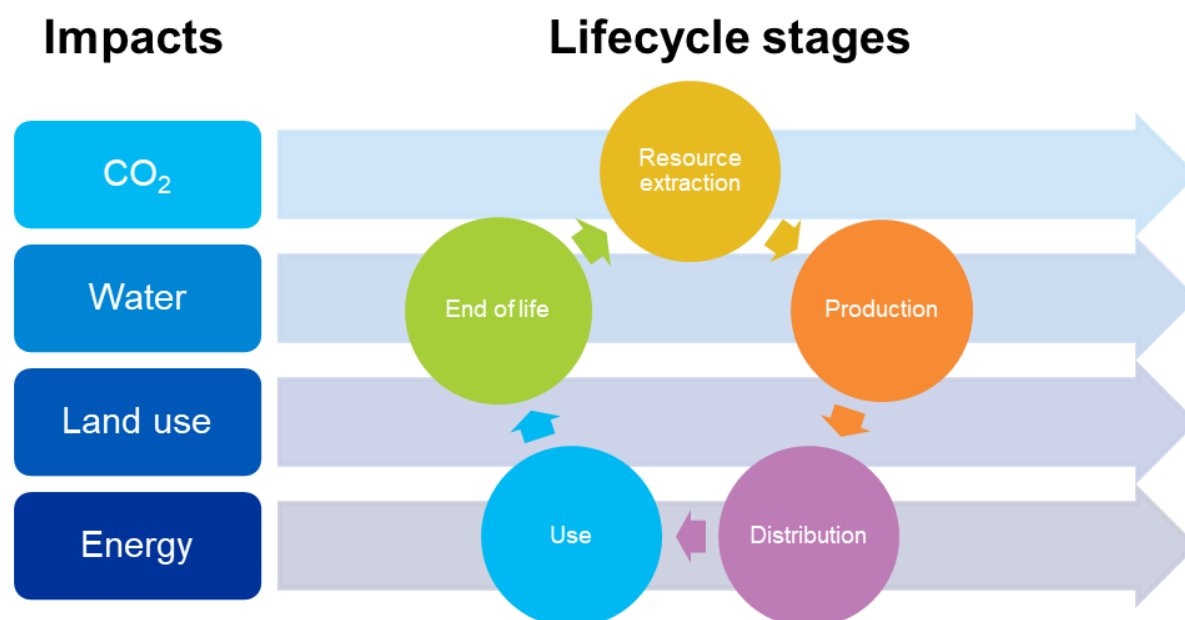 Impacts
Lifecycle stages
CO₂
Resource
extraction
Water
End of life
Production
Land use
Energy
Use
Distribution